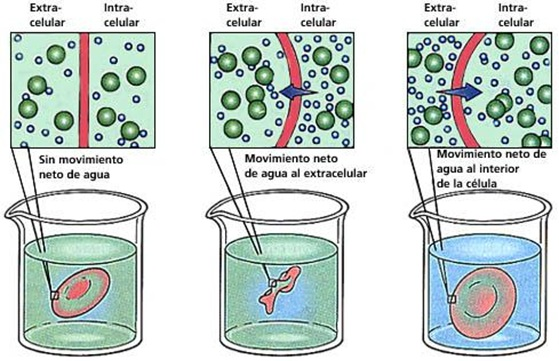 Extra-
celular
Intra-
celular
Extra-
celular
Intra-
celular
Extra-
celular
Intra-
celular
Sin movimiento
neto de agua
Movimiento neto
de agua al extracelular
Movimiento neto de
agua al interior
de la célula